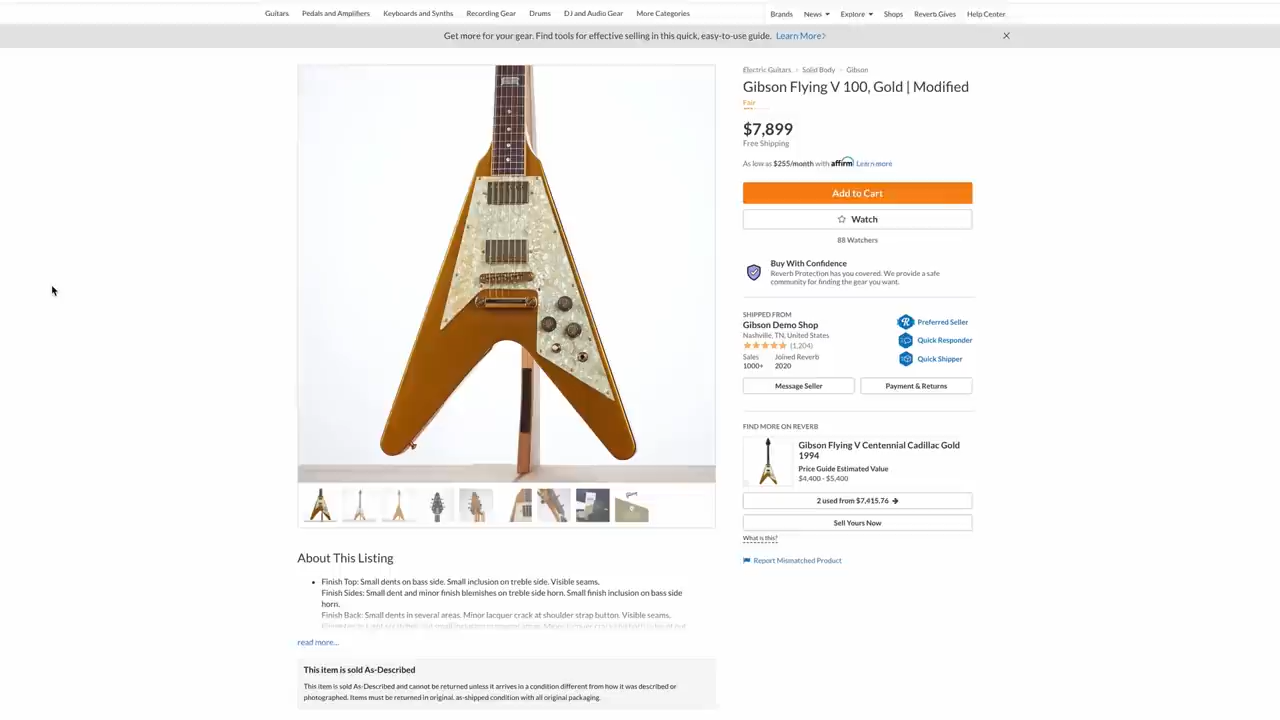 Guitars Pedals and Amplifiers Keyboards and Synths Recording Gear Drums DJ and Audio Gear More Categories Brands News Explore Shops Reverb Gives Help Center
Get more for your gear. Find tools for effective selling in this quick, easy-to-use guide. Learn More
Electric Guitars Solid Body Gibson
Gibson Flying V 100, Gold | Modified
Fair
$7,899
Free Shipping
As low as $255/month with affirm Learn more
Add to Cart
Watch
88 Watchers
Buy With Confidence
Reverb Protection has you covered. We provide a safe
community for finding the gear you want.
SHIPPED FROM
Gibson Demo Shop
Nashville, TN, United States
(1,204)
Sales Joined Reverb
1000+ 2020
Preferred Seller
Quick Responder
Quick Shipper
Message Seller Payment & Returns
FIND MORE ON REVERB
Gibson Flying V Centennial Cadillac Gold
1994
Price Guide Estimated Value
$4,400 - $5,400
2 used from $7,415.76
Sell Yours Now
What is this?
Report Mismatched Product
About This Listing
• Finish Top: Small dents on bass side. Small inclusion on treble side. Visible seams.
Finish Sides: Small dent and minor finish blemishes on treble side horn. Small finish inclusion on bass side
horn.
Finish Back: Small dents in several areas. Minor lacquer crack at shoulder strap button. Visible seams.
read more...
This item is sold As-Described
This item is sold As-Described and cannot be returned unless it arrives in a condition different from how it was described or
photographed. Items must be returned in original, as-shipped condition with all original packaging.